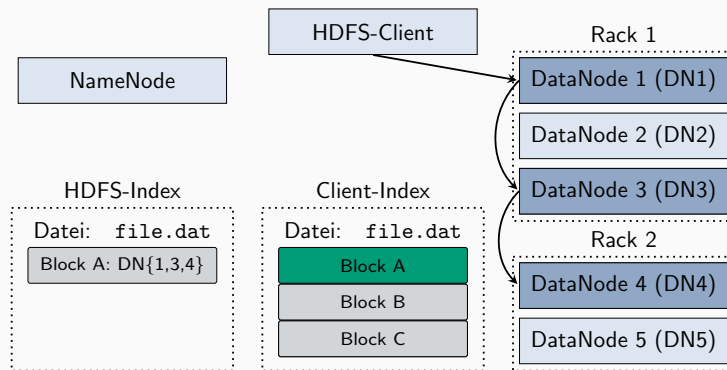 HDFS-Client
NameNode
Rack 1
DataNode 1 (DN1)
DataNode 2 (DN2)
DataNode 3 (DN3)
Rack 2
DataNode 4 (DN4)
DataNode 5 (DN5)
HDFS-Index
Datei: file.dat
Block A: DN{1,3,4}
Client-Index
Datei: file.dat
Block A
Block B
Block C